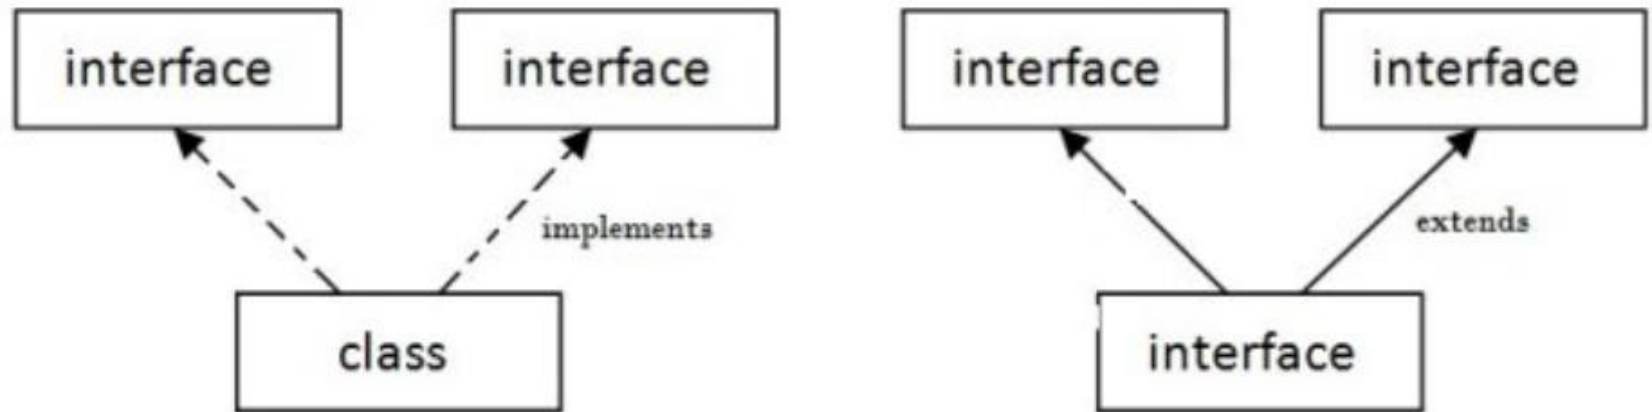 interface
interface
interface
interface
implements
extends
class
interface